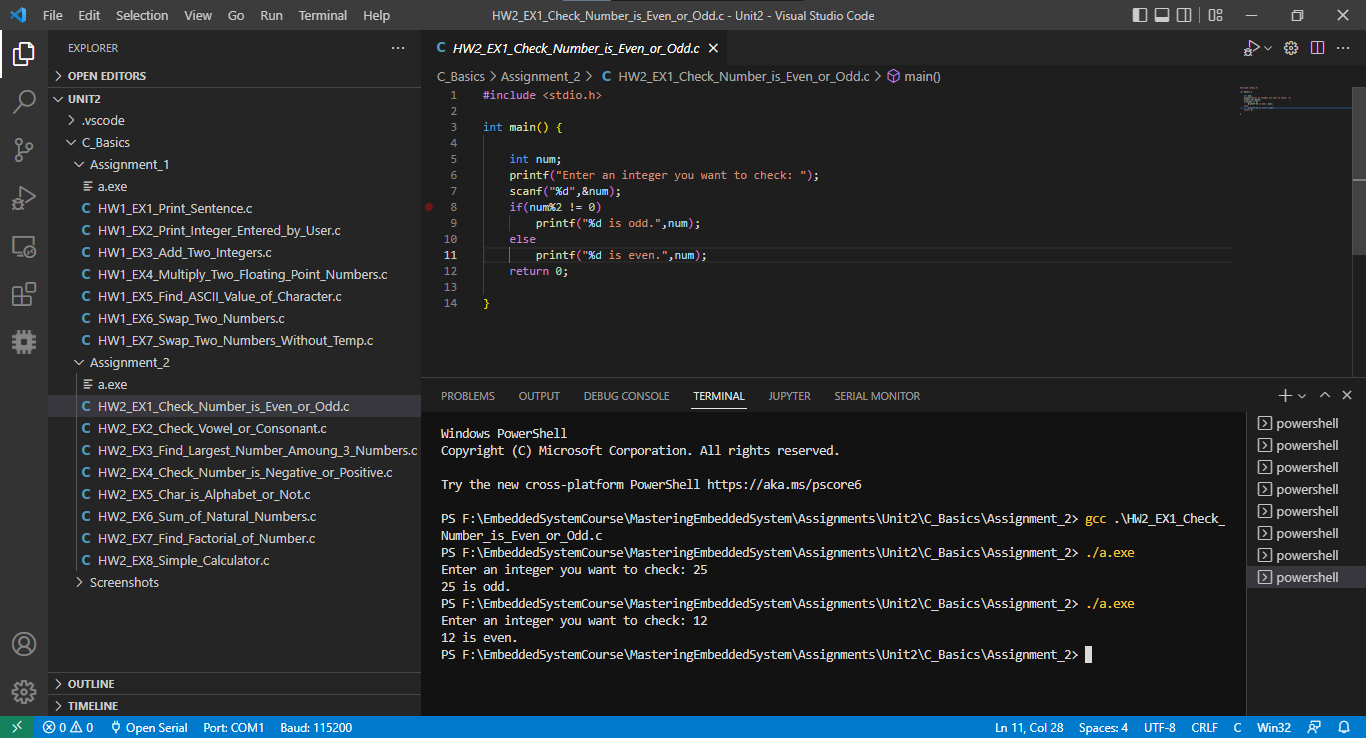 File Edit Selection View Go Run Terminal Help
HW2_EX1_Check_Number_is_Even_or_Odd.c - Unit2 - Visual Studio Code
EXPLORER
OPEN EDITORS
UNIT2
.vscode
C_Basics
Assignment_1
a.exe
C HW1_EX1_Print_Sentence.c
C HW1_EX2_Print_Integer_Entered_by_User.c
C HW1_EX3_Add_Two_Integers.c
C HW1_EX4_Multiply_Two_Floating_Point_Numbers.c
C HW1_EX5_Find_ASCII_Value_of_Character.c
C HW1_EX6_Swap_Two_Numbers.c
C HW1_EX7_Swap_Two_Numbers_Without_Temp.c
Assignment_2
a.exe
C HW2_EX1_Check_Number_is_Even_or_Odd.c
C HW2_EX2_Check_Vowel_or_Consonant.c
C HW2_EX3_Find_Largest_Number_Amoung_3_Numbers.c
C HW2_EX4_Check_Number_is_Negative_or_Positive.c
C HW2_EX5_Char_is_Alphabet_or_Not.c
C HW2_EX6_Sum_of_Natural_Numbers.c
C HW2_EX7_Find_Factorial_of_Number.c
C HW2_EX8_Simple_Calculator.c
Screenshots
OUTLINE
TIMELINE
C HW2_EX1_Check_Number_is_Even_or_Odd.c
C_Basics > Assignment_2 > C HW2_EX1_Check_Number_is_Even_or_Odd.c > main()
1 #include <stdio.h>
2
3 int main() {
4
5 int num;
6 printf("Enter an integer you want to check: ");
7 scanf("%d",&num);
8 if(num%2 != 0)
9 printf("%d is odd.",num);
10 else
11 printf("%d is even.",num);
12 return 0;
13
14 }
PROBLEMS OUTPUT DEBUG CONSOLE TERMINAL JUPYTER SERIAL MONITOR
Windows PowerShell
Copyright (C) Microsoft Corporation. All rights reserved.
Try the new cross-platform PowerShell https://aka.ms/pscore6
PS F:\EmbeddedSystemCourse\MasteringEmbeddedSystem\Assignments\Unit2\C_Basics\Assignment_2> gcc .\HW2_EX1_Check_
Number_is_Even_or_Odd.c
PS F:\EmbeddedSystemCourse\MasteringEmbeddedSystem\Assignments\Unit2\C_Basics\Assignment_2> ./a.exe
Enter an integer you want to check: 25
25 is odd.
PS F:\EmbeddedSystemCourse\MasteringEmbeddedSystem\Assignments\Unit2\C_Basics\Assignment_2> ./a.exe
Enter an integer you want to check: 12
12 is even.
PS F:\EmbeddedSystemCourse\MasteringEmbeddedSystem\Assignments\Unit2\C_Basics\Assignment_2>
powershell
powershell
powershell
powershell
powershell
powershell
powershell
powershell
0 0 Open Serial Port: COM1 Baud: 115200
Ln 11, Col 28 Spaces: 4 UTF-8 CRLF C Win32